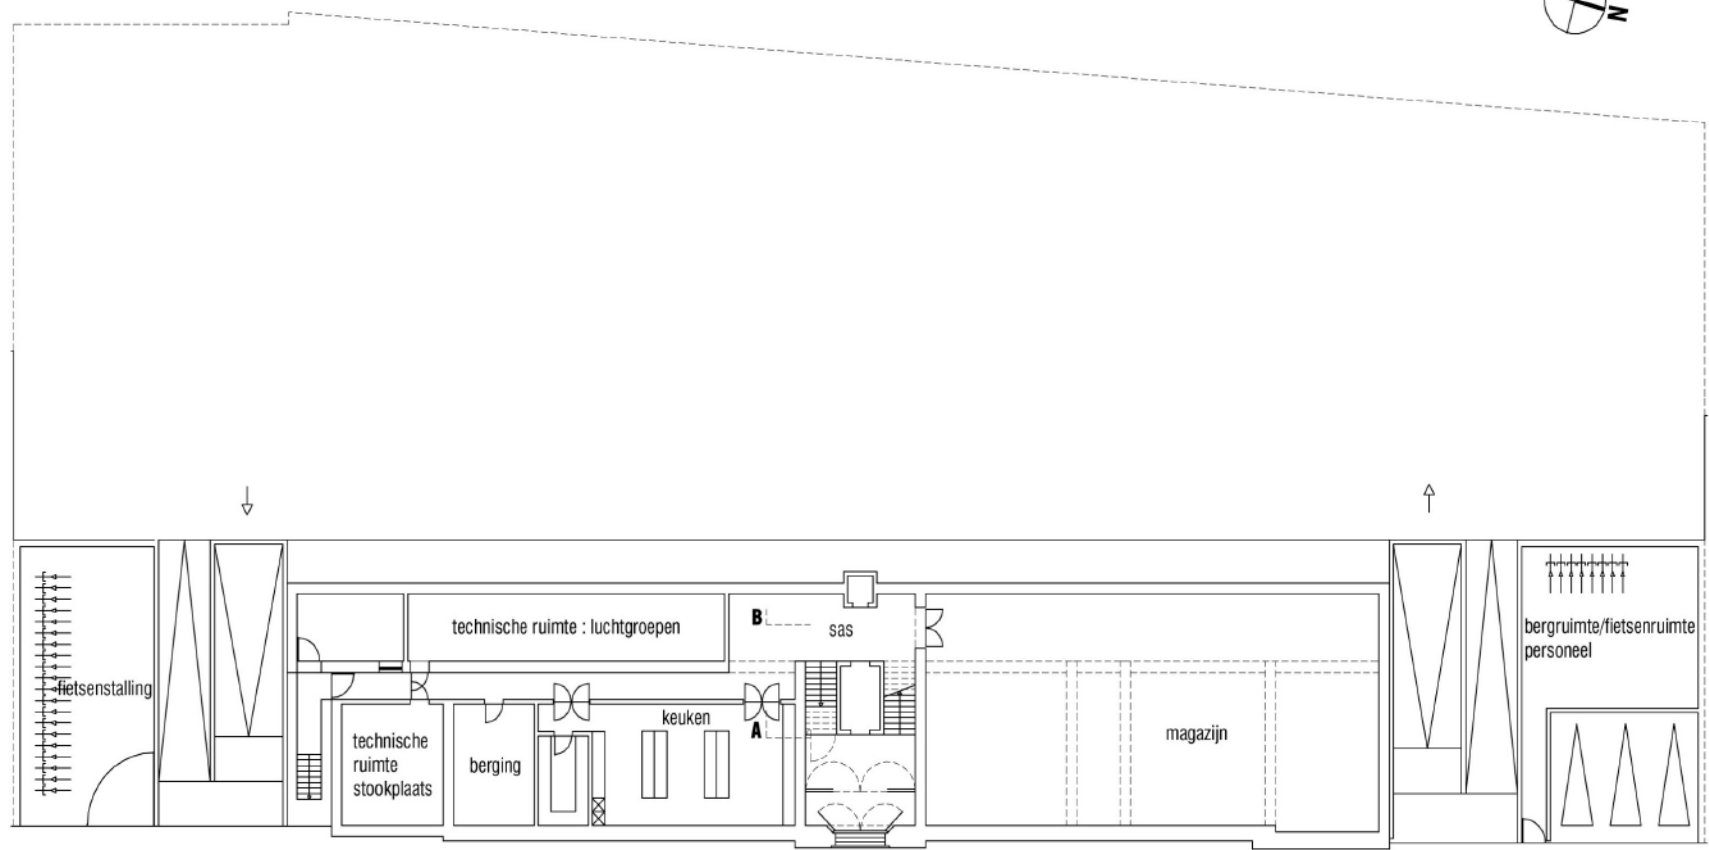 N
technische ruimte : luchtgroepen
B
sas
bergruimte/fietsenruimte
personeel
fietsenstalling
keuken
A
technische
ruimte
stookplaats
berging
magazijn